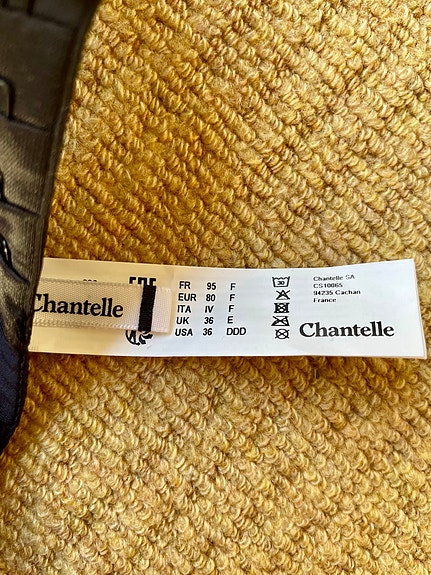 Chantelle
FR 95 F
EUR 80 F
ITA IV F
UK 36 E
USA 36 DDD
30
Chantelle SA
CS10065
94235 Cachan
France
Chantelle